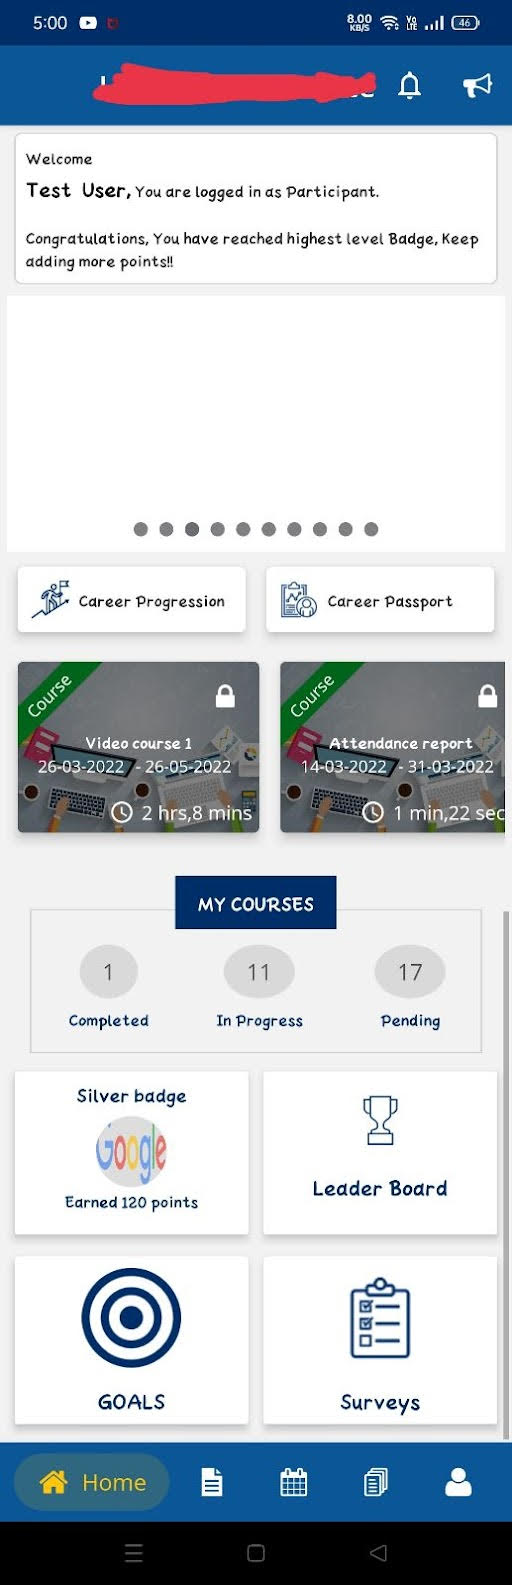 5:00
8.00 KB/S
Vo LTE
46
Welcome
Test User, You are logged in as Participant.
Congratulations, You have reached highest level Badge, Keep
adding more points!!
Career Progression
Career Passport
Course
Video course 1
26-03-2022 - 26-05-2022
2 hrs,8 mins
Course
Attendance report
14-03-2022 - 31-03-2022
1 min,22 sec
MY COURSES
1
11
17
Completed
In Progress
Pending
Silver badge
Google
Earned 120 points
Leader Board
GOALS
Surveys
Home